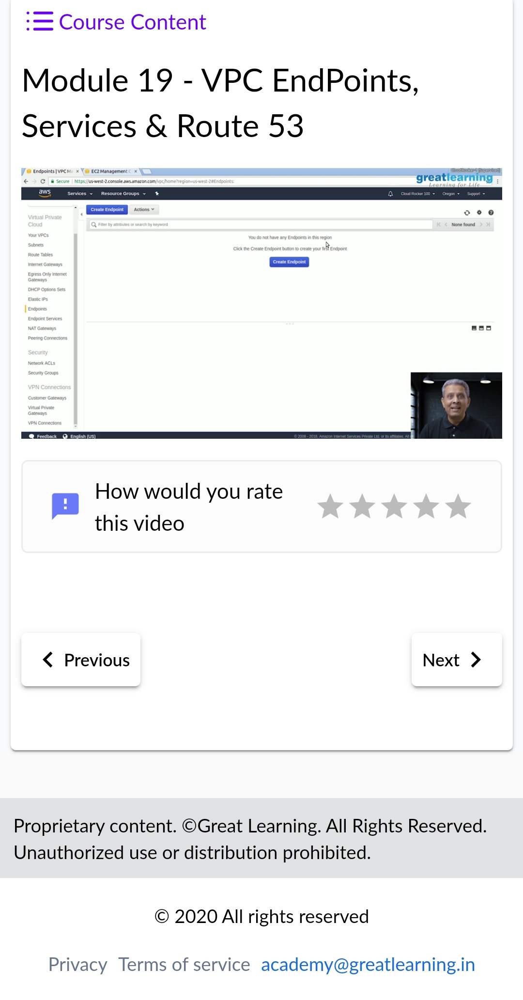 Course Content
Module 19 - VPC EndPoints,
Services & Route 53
Endpoints | VPC Ma × EC2 Management C ×
CloudRocker-1 (Supervised)
Secure | https://us-west-2.console.aws.amazon.com/vpc/home?region=us-west-2#Endpoints:
greatlearning
Learning for Life
aws Services Resource Groups Cloud Rocker 100 Oregon Support
Create Endpoint Actions
Filter by attributes or search by keyword
None found
You do not have any Endpoints in this region
Click the Create Endpoint button to create your first Endpoint
Create Endpoint
Virtual Private
Cloud
Your VPCs
Subnets
Route Tables
Internet Gateways
Egress Only Internet
Gateways
DHCP Options Sets
Elastic IPs
Endpoints
Endpoint Services
NAT Gateways
Peering Connections
Security
Network ACLs
Security Groups
VPN Connections
Customer Gateways
Virtual Private
Gateways
VPN Connections
Feedback English (US)
© 2008 - 2018, Amazon Internet Services Private Ltd. or its affiliates. All
How would you rate
this video
Previous
Next
Proprietary content. ©Great Learning. All Rights Reserved.
Unauthorized use or distribution prohibited.
© 2020 All rights reserved
Privacy Terms of service academy@greatlearning.in